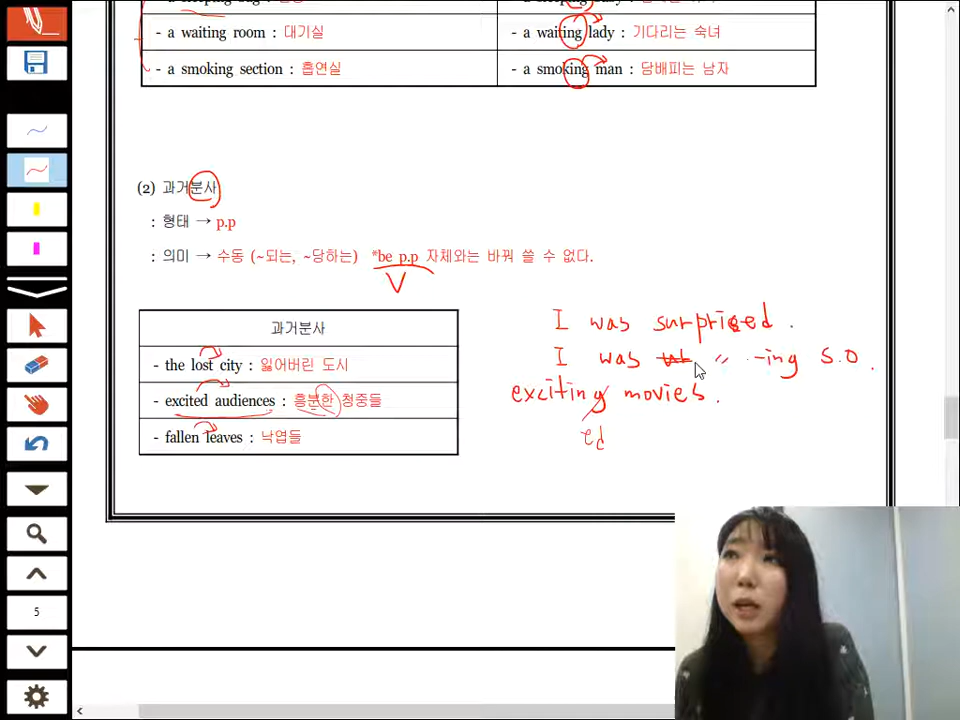 - a waiting room : 대기실
- a waiting lady : 기다리는 숙녀
- a smoking section : 흡연실
- a smoking man : 담배피는 남자
(2) 과거분사
: 형태 → p.p
: 의미 → 수동 (~되는, ~당하는) *be p.p 자체와는 바꿔 쓸 수 없다.
V
과거분사
- the lost city : 잃어버린 도시
- excited audiences : 흥분한 청중들
- fallen leaves : 낙엽들
I was surprised .
I was 〃 -ing S.O .
exciting movies .
ed
5